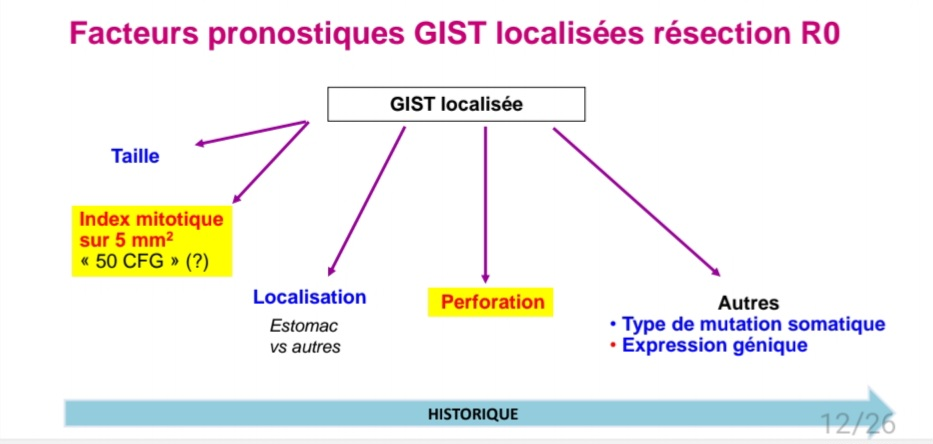 Facteurs pronostiques GIST localisées résection R0
GIST localisée
Taille
Index mitotique
sur 5 mm²
« 50 CFG » (?)
Localisation
Estomac
vs autres
Perforation
Autres
• Type de mutation somatique
• Expression génique
HISTORIQUE
12/26